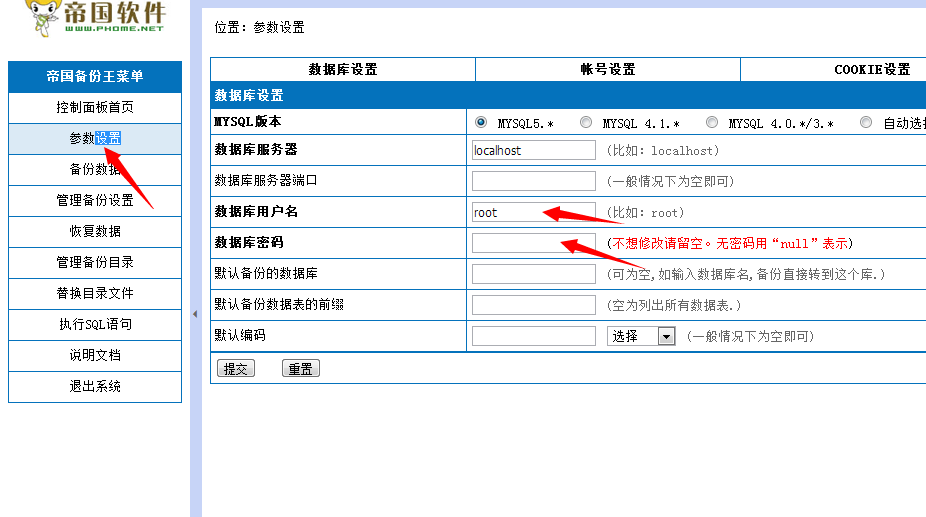 帝国软件
WWW.PHOME.NET
帝国备份王菜单
控制面板首页
参数设置
备份数据
管理备份设置
恢复数据
管理备份目录
替换目录文件
执行SQL语句
说明文档
退出系统
位置：参数设置
数据库设置 帐号设置 COOKIE设置
数据库设置
MYSQL版本 MYSQL5.* MYSQL 4.1.* MYSQL 4.0.*/3.* 自动选择
数据库服务器 localhost (比如：localhost)
数据库服务器端口 (一般情况下为空即可)
数据库用户名 root (比如：root)
数据库密码 (不想修改请留空。无密码用“null”表示)
默认备份的数据库 (可为空,如输入数据库名,备份直接转到这个库.)
默认备份数据表的前缀 (空为列出所有数据表.)
默认编码 选择 (一般情况下为空即可)
提交 重置